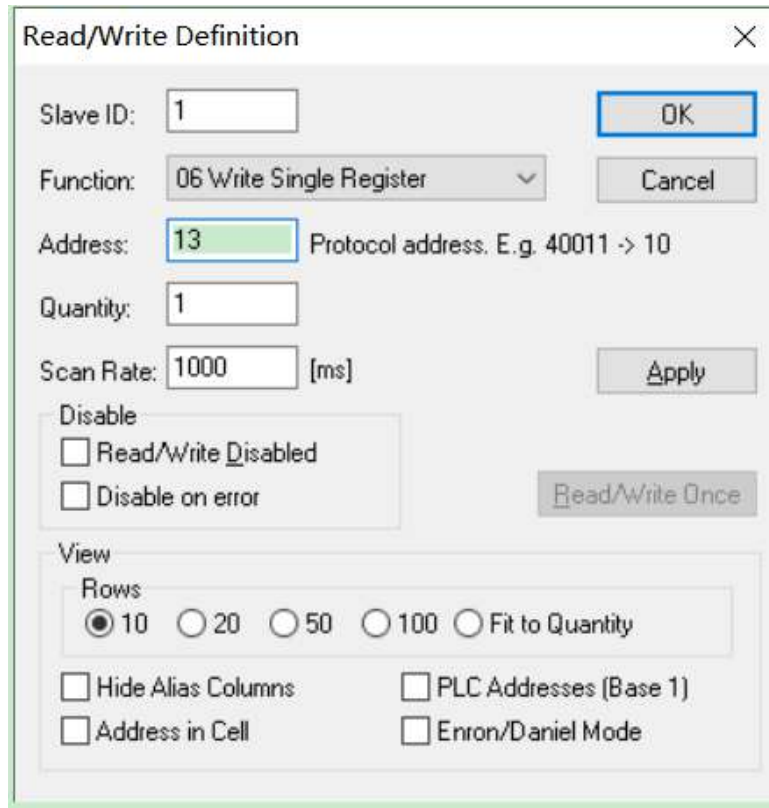 Read/Write Definition
Slave ID: 1 OK
Function: 06 Write Single Register Cancel
Address: 13 Protocol address. E.g. 40011 -> 10
Quantity: 1
Scan Rate: 1000 [ms] Apply
Disable
Read/Write Disabled
Disable on error Read/Write Once
View
Rows
10 20 50 100 Fit to Quantity
Hide Alias Columns PLC Addresses (Base 1)
Address in Cell Enron/Daniel Mode